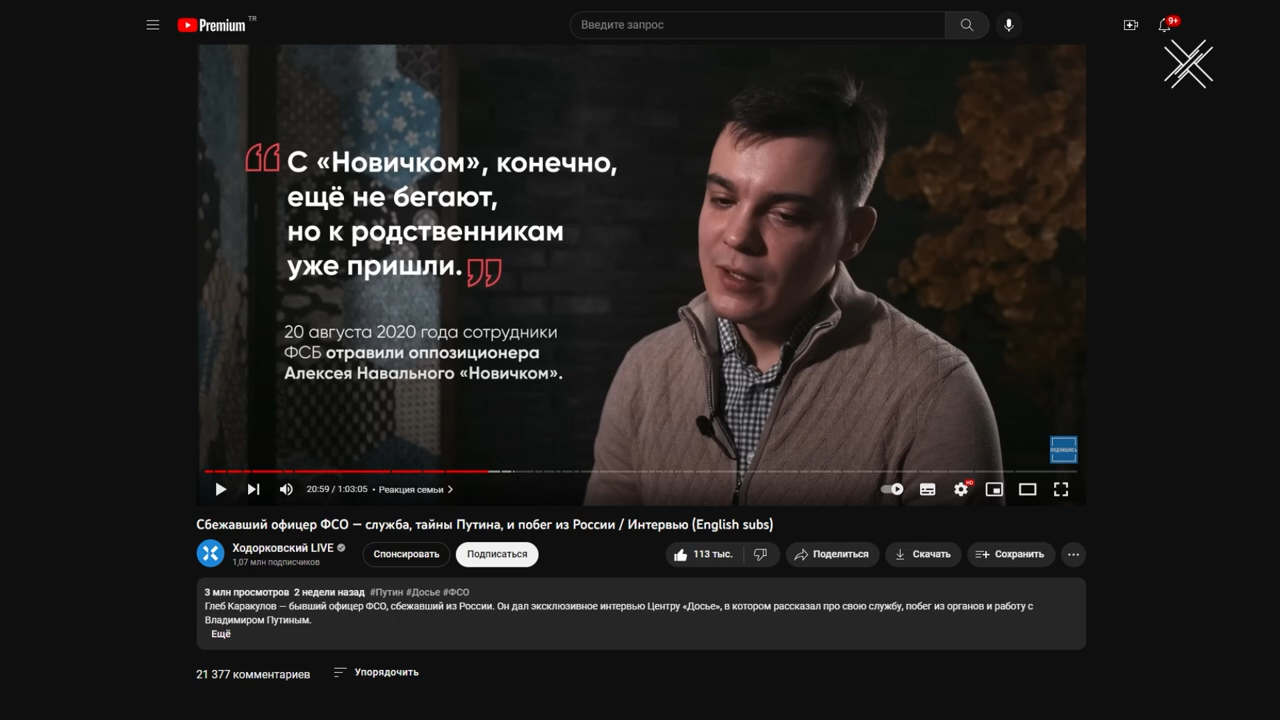 Premium TR
Введите запрос
9+
С «Новичком», конечно,
ещё не бегают,
но к родственникам
уже пришли.
20 августа 2020 года сотрудники
ФСБ отравили оппозиционера
Алексея Навального «Новичком».
ПОДПИШИСЬ
20:59 / 1:03:05 • Реакция семьи
HD
Сбежавший офицер ФСО — служба, тайны Путина, и побег из России / Интервью (English subs)
Ходорковский LIVE
1,07 млн подписчиков
Спонсировать
Подписаться
113 тыс.
Поделиться
Скачать
Сохранить
3 млн просмотров 2 недели назад #Путин #Досье #ФСО
Глеб Каракулов — бывший офицер ФСО, сбежавший из России. Он дал эксклюзивное интервью Центру «Досье», в котором рассказал про свою службу, побег из органов и работу с
Владимиром Путиным.
Ещё
21 377 комментариев
Упорядочить